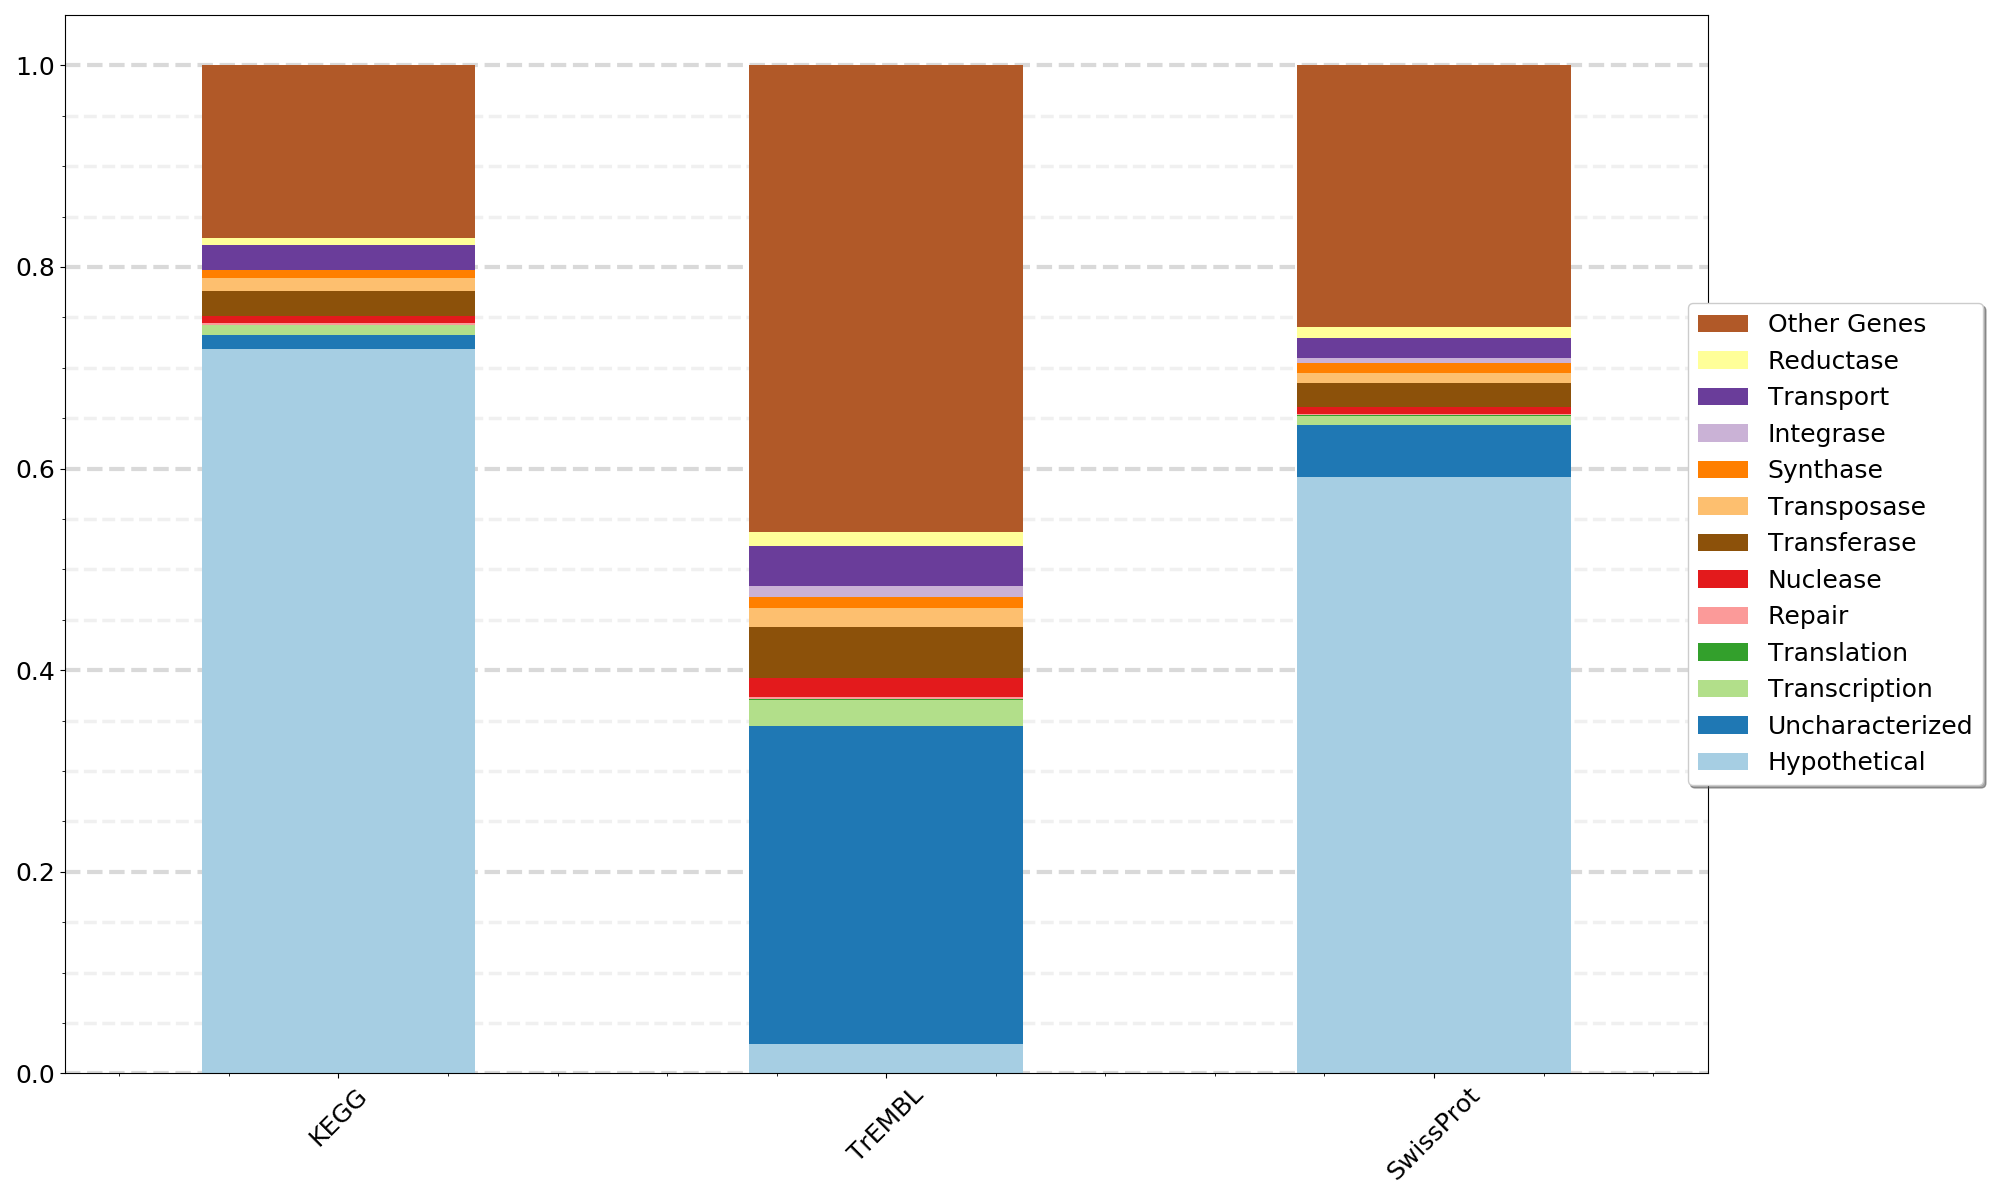 1.0
0.8
0.6
0.4
0.2
0.0
KEGG
TrEMBL
SwissProt
Other Genes
Reductase
Transport
Integrase
Synthase
Transposase
Transferase
Nuclease
Repair
Translation
Transcription
Uncharacterized
Hypothetical